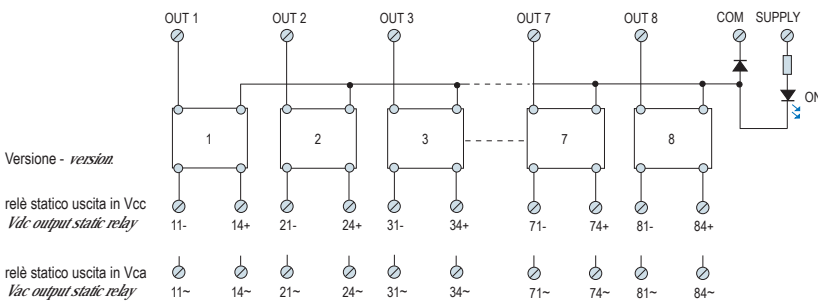 OUT 1 OUT 2 OUT 3 OUT 7 OUT 8 COM SUPPLY
ON
1 2 3 7 8
Versione - version.
relè statico uscita in Vcc
Vdc output static relay 11- 14+ 21- 24+ 31- 34+ 71- 74+ 81- 84+
relè statico uscita in Vca
Vac output static relay 11~ 14~ 21~ 24~ 31~ 34~ 71~ 74~ 81~ 84~